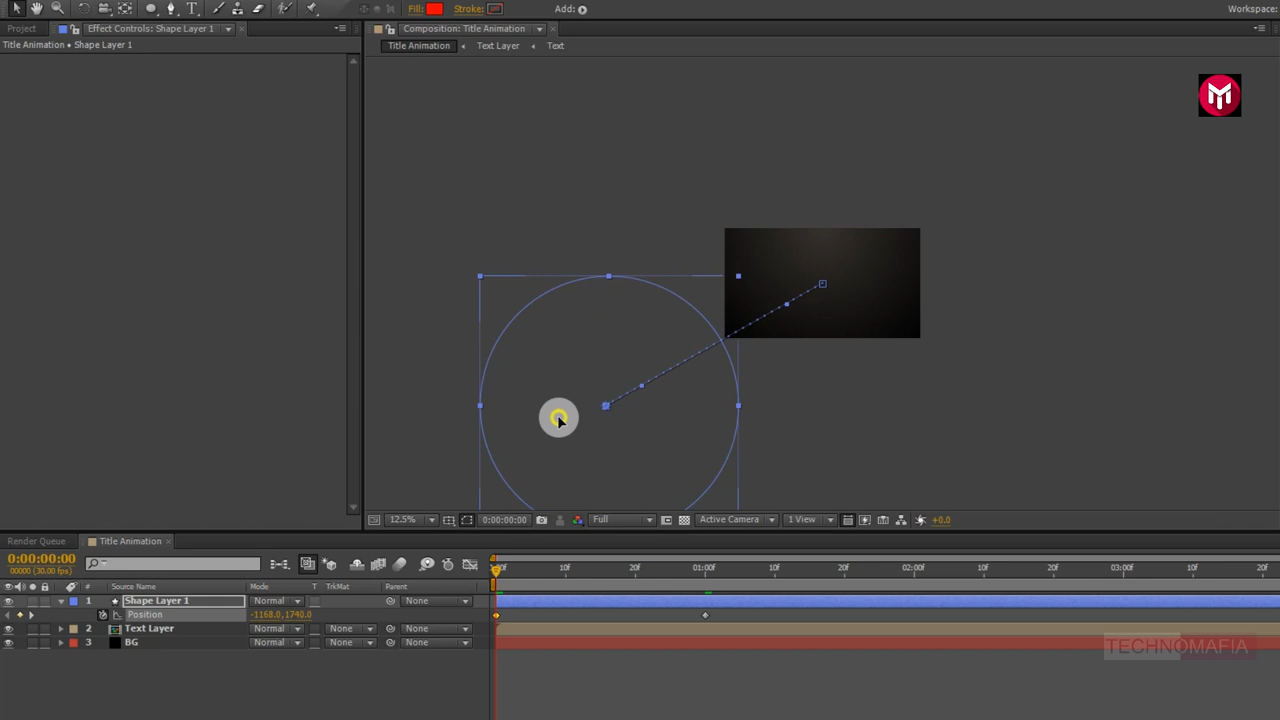 Fill: Stroke: Add: Workspace:
Project Effect Controls: Shape Layer 1 Composition: Title Animation
Title Animation • Shape Layer 1 Title Animation Text Layer Text
12.5% 0:00:00:00 Full Active Camera 1 View +0.0
Render Queue Title Animation
0:00:00:00
00000 (30.00 fps) 10f 20f 01:00f 10f 20f 02:00f 10f 20f 03:00f 10f 20f
# Source Name Mode T TrkMat Parent
1 Shape Layer 1 Normal None
Position -1168.0,1740.0
2 Text Layer Normal None None
3 BG Normal None None
TECHNOMAFIA